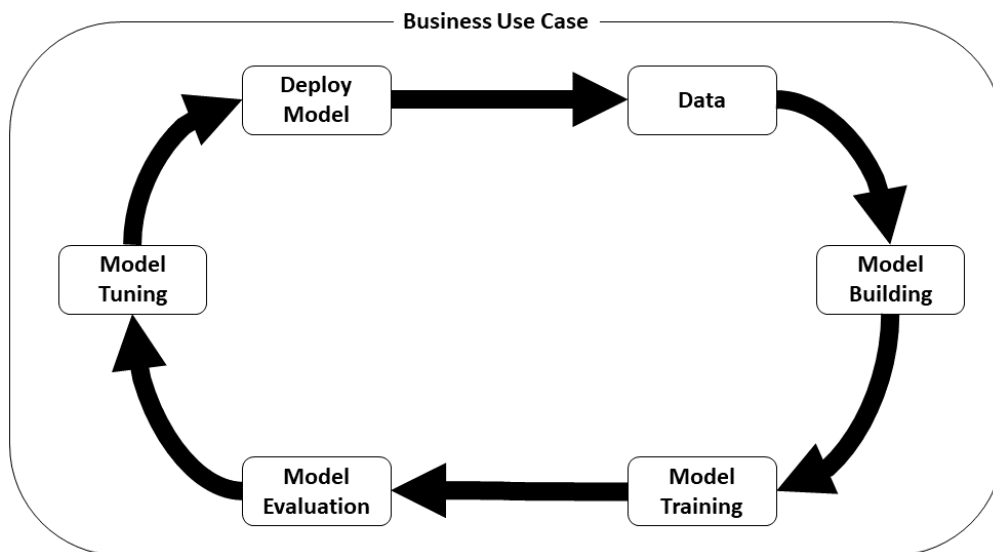 Business Use Case
Deploy
Model
Data
Model
Building
Model
Training
Model
Evaluation
Model
Tuning